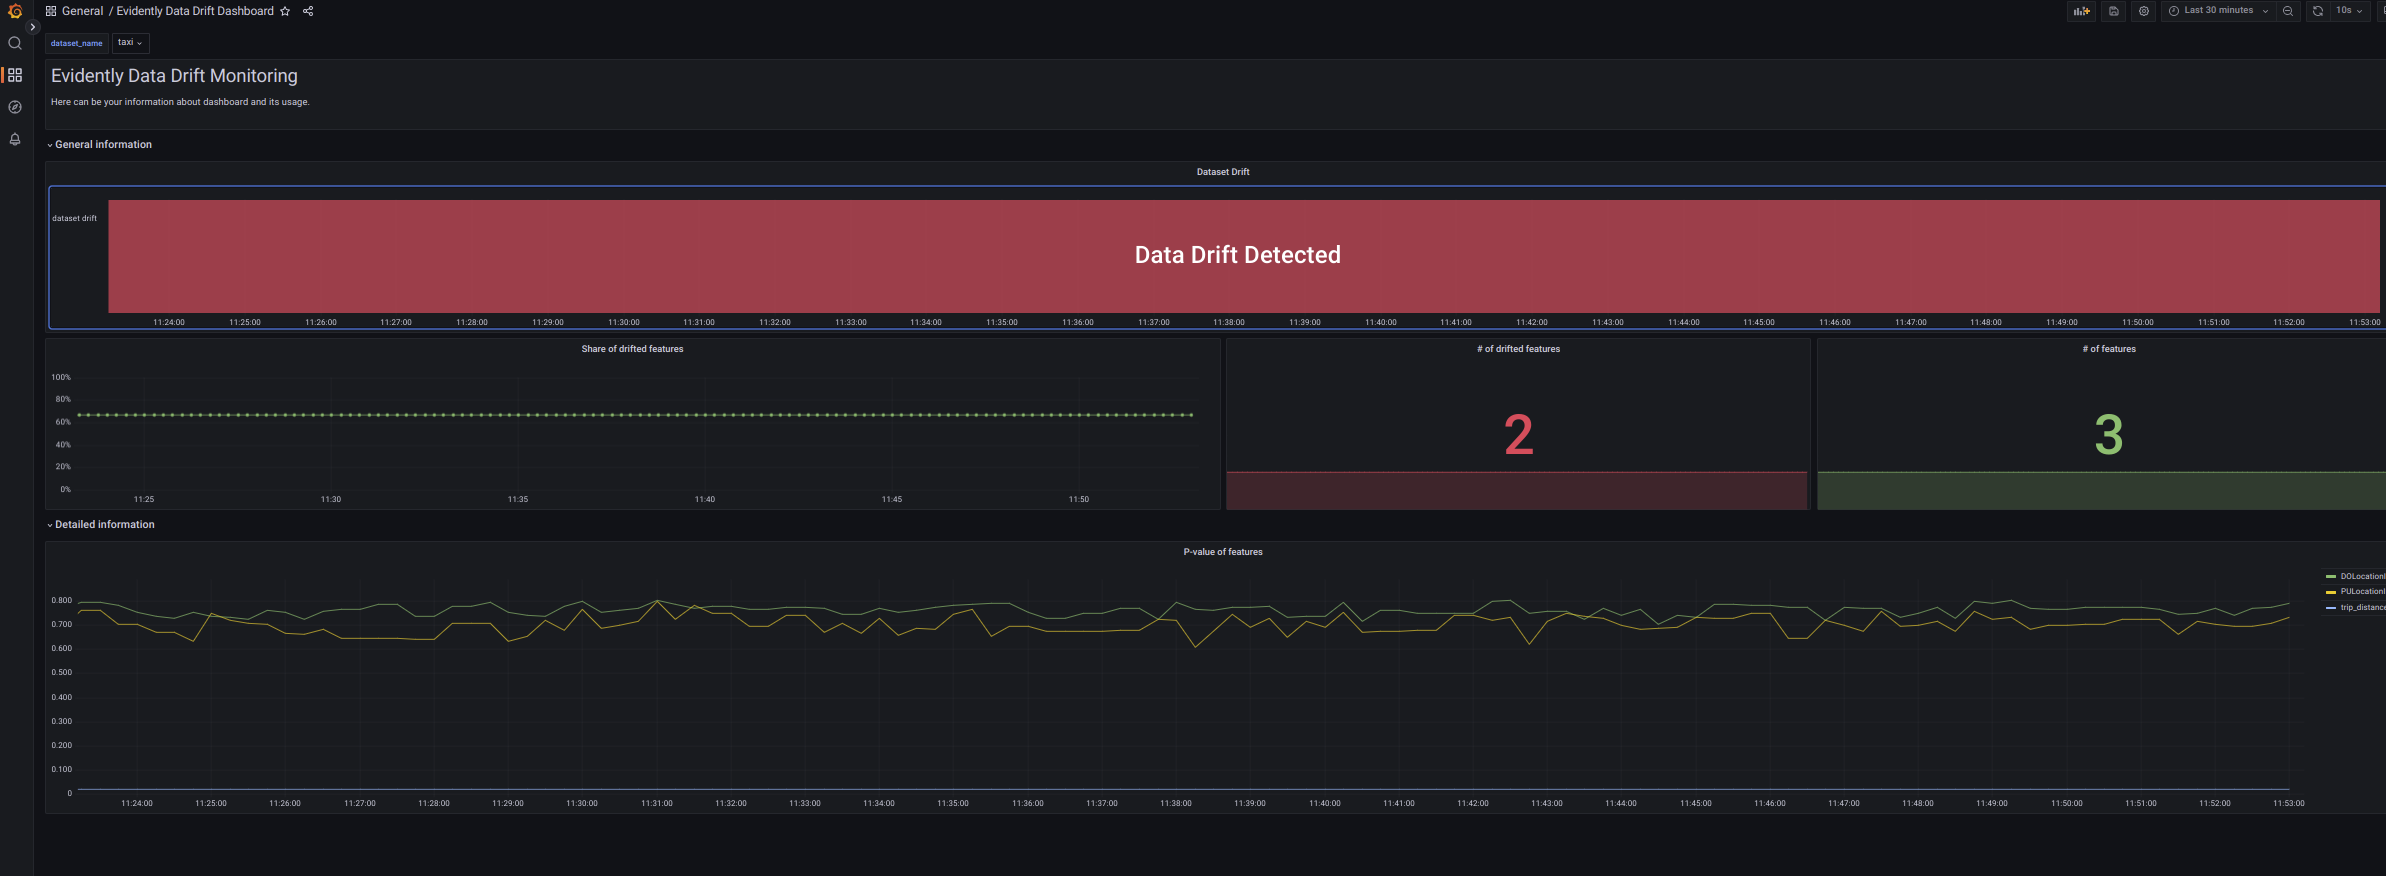 General / Evidently Data Drift Dashboard
Last 30 minutes
10s
dataset_name
taxi
Evidently Data Drift Monitoring
Here can be your information about dashboard and its usage.
General information
Dataset Drift
dataset drift
Data Drift Detected
11:24:00 11:25:00 11:26:00 11:27:00 11:28:00 11:29:00 11:30:00 11:31:00 11:32:00 11:33:00 11:34:00 11:35:00 11:36:00 11:37:00 11:38:00 11:39:00 11:40:00 11:41:00 11:42:00 11:43:00 11:44:00 11:45:00 11:46:00 11:47:00 11:48:00 11:49:00 11:50:00 11:51:00 11:52:00 11:53:00
Share of drifted features
100%
80%
60%
40%
20%
0%
11:25 11:30 11:35 11:40 11:45 11:50
# of drifted features
2
# of features
3
Detailed information
P-value of features
0.800
0.700
0.600
0.500
0.400
0.300
0.200
0.100
0
11:24:00 11:25:00 11:26:00 11:27:00 11:28:00 11:29:00 11:30:00 11:31:00 11:32:00 11:33:00 11:34:00 11:35:00 11:36:00 11:37:00 11:38:00 11:39:00 11:40:00 11:41:00 11:42:00 11:43:00 11:44:00 11:45:00 11:46:00 11:47:00 11:48:00 11:49:00 11:50:00 11:51:00 11:52:00 11:53:00
DOLocationI
PULocationI
trip_distance